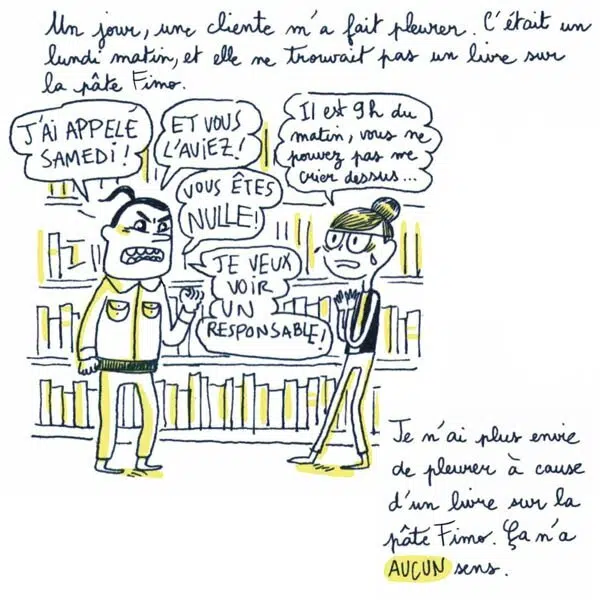 Un jour, une cliente m'a fait pleurer. C'était un
lundi matin, et elle ne trouvait pas un livre sur
la pâte Fimo.
J'AI APPELÉ
SAMEDI !
ET VOUS
L'AVIEZ !
VOUS ÊTES
NULLE !
JE VEUX
VOIR
UN
RESPONSABLE !
Il est 9h du
matin, vous ne
pouvez pas me
crier dessus...
Je n'ai plus envie
de pleurer à cause
d'un livre sur la
pâte Fimo. Ça n'a
AUCUN sens.